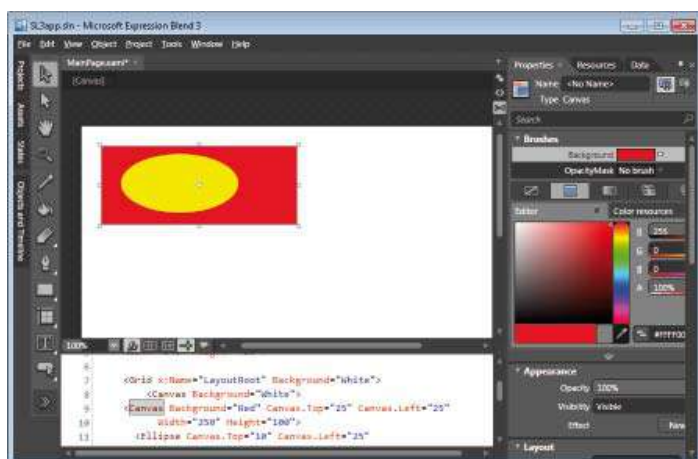 SL3app.sln - Microsoft Expression Blend 3
File Edit View Object Project Tools Window Help
MainPage.xaml*
[Canvas]
Projects
Assets
States
Objects and Timeline
Properties Resources Data
Name <No Name>
Type Canvas
Search
Brushes
Background
OpacityMask No brush
Editor Color resources
R 255
G 0
B 0
A 100%
#FFFF00
100%
6
7 <Grid x:Name="LayoutRoot" Background="White">
8 <Canvas Background="White">
9 <Canvas Background="Red" Canvas.Top="25" Canvas.Left="25"
10 Width="250" Height="100">
11 <Ellipse Canvas.Top="10" Canvas.Left="25"
Appearance
Opacity 100%
Visibility Visible
Effect New
Layout